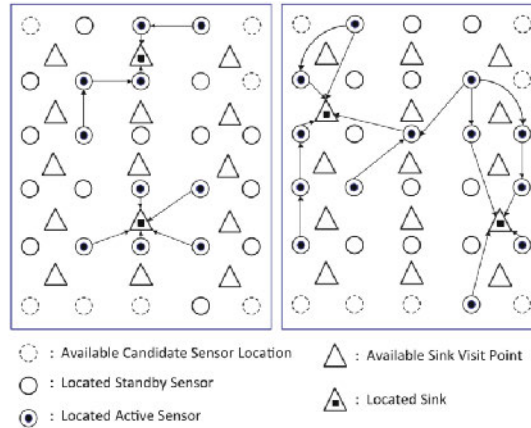 : Available Candidate Sensor Location
: Located Standby Sensor
: Located Active Sensor
: Available Sink Visit Point
: Located Sink